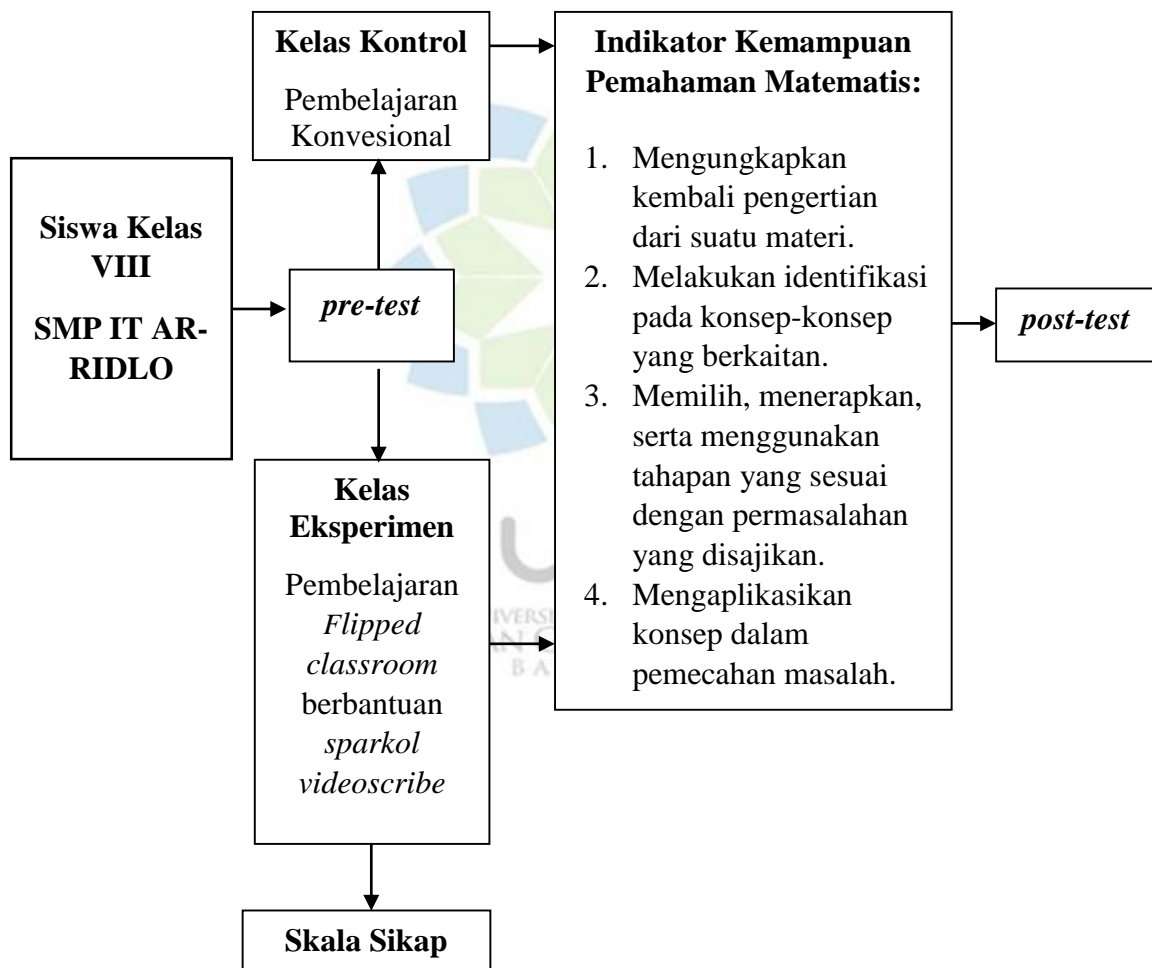 Siswa Kelas
VIII
SMP IT AR-
RIDLO
pre-test
Kelas Kontrol
Pembelajaran
Konvesional
Kelas
Eksperimen
Pembelajaran
Flipped
classroom
berbantuan
sparkol
videoscribe
Skala Sikap
Indikator Kemampuan
Pemahaman Matematis:
1. Mengungkapkan
kembali pengertian
dari suatu materi.
2. Melakukan identifikasi
pada konsep-konsep
yang berkaitan.
3. Memilih, menerapkan,
serta menggunakan
tahapan yang sesuai
dengan permasalahan
yang disajikan.
4. Mengaplikasikan
konsep dalam
pemecahan masalah.
post-test